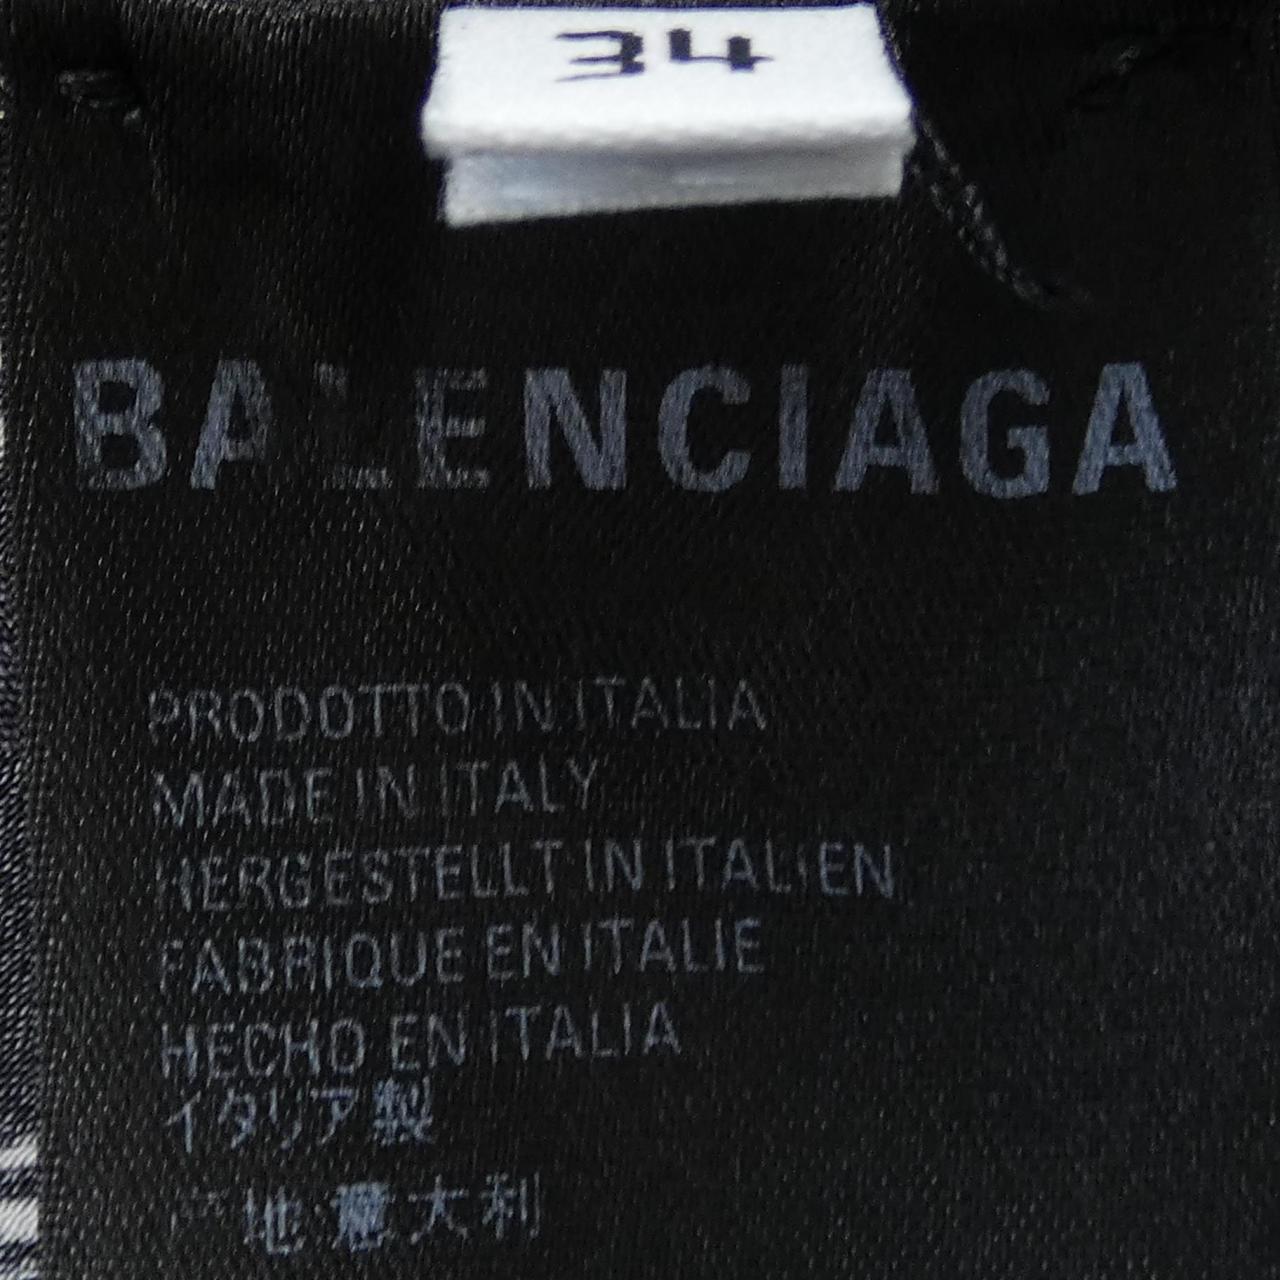 34
BALENCIAGA
PRODOTTO IN ITALIA
MADE IN ITALY
HERGESTELLT IN ITALIEN
FABRIQUE EN ITALIE
HECHO EN ITALIA
イタリア製
产地:意大利